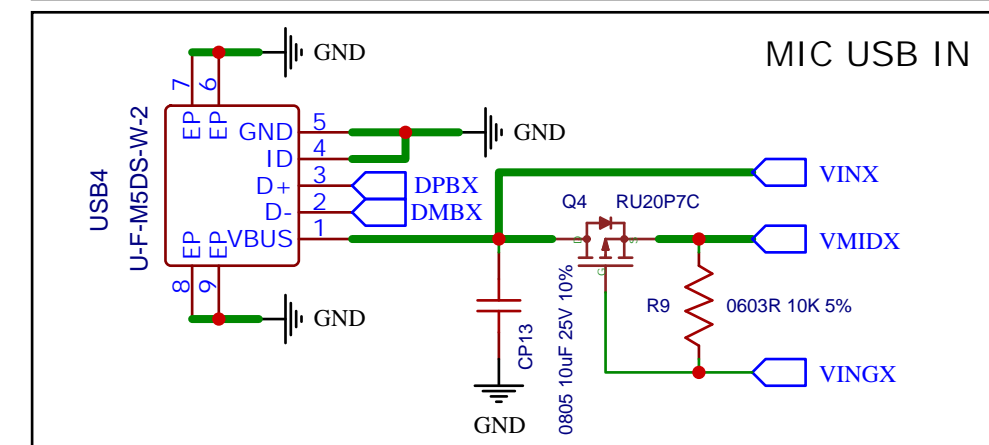 MIC USB IN
GND
7
6
EP
EP
USB4
U-F-M5DS-W-2
GND
5
GND
ID
4
D+
3
DPBX
VINX
D-
2
DMBX
Q4
RU20P7C
VBUS
1
D
S
VMIDX
G
EP
EP
8
9
GND
CP13
0805 10uF 25V 10%
R9
0603R 10K 5%
VINGX
GND